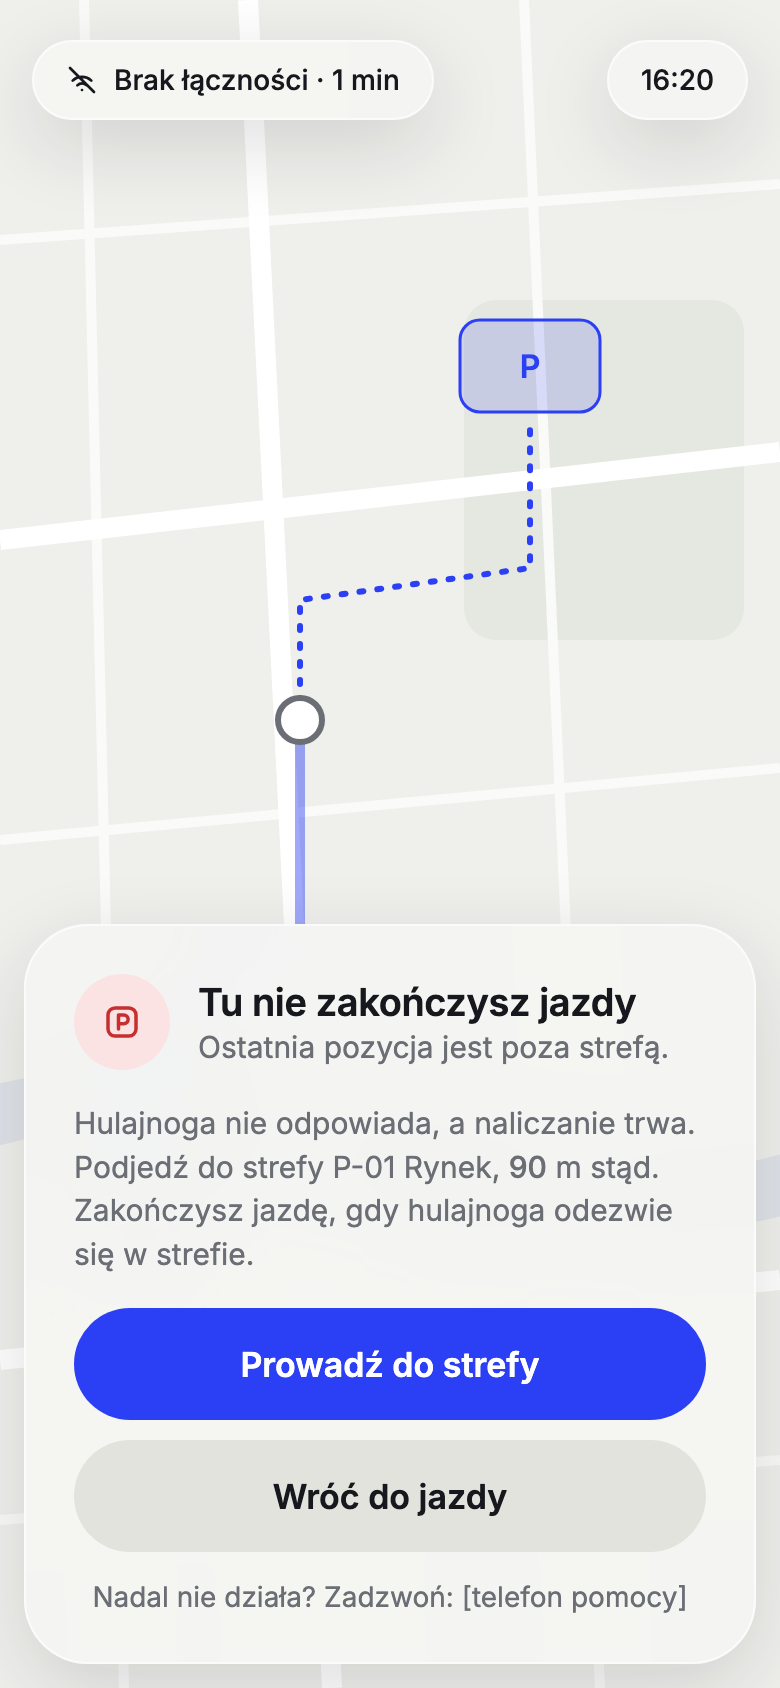 Brak łączności · 1 min
16:20
P
P
Tu nie zakończysz jazdy
Ostatnia pozycja jest poza strefą.
Hulajnoga nie odpowiada, a naliczanie trwa.
Podjedź do strefy P-01 Rynek, 90 m stąd.
Zakończysz jazdę, gdy hulajnoga odezwie
się w strefie.
Prowadź do strefy
Wróć do jazdy
Nadal nie działa? Zadzwoń: [telefon pomocy]